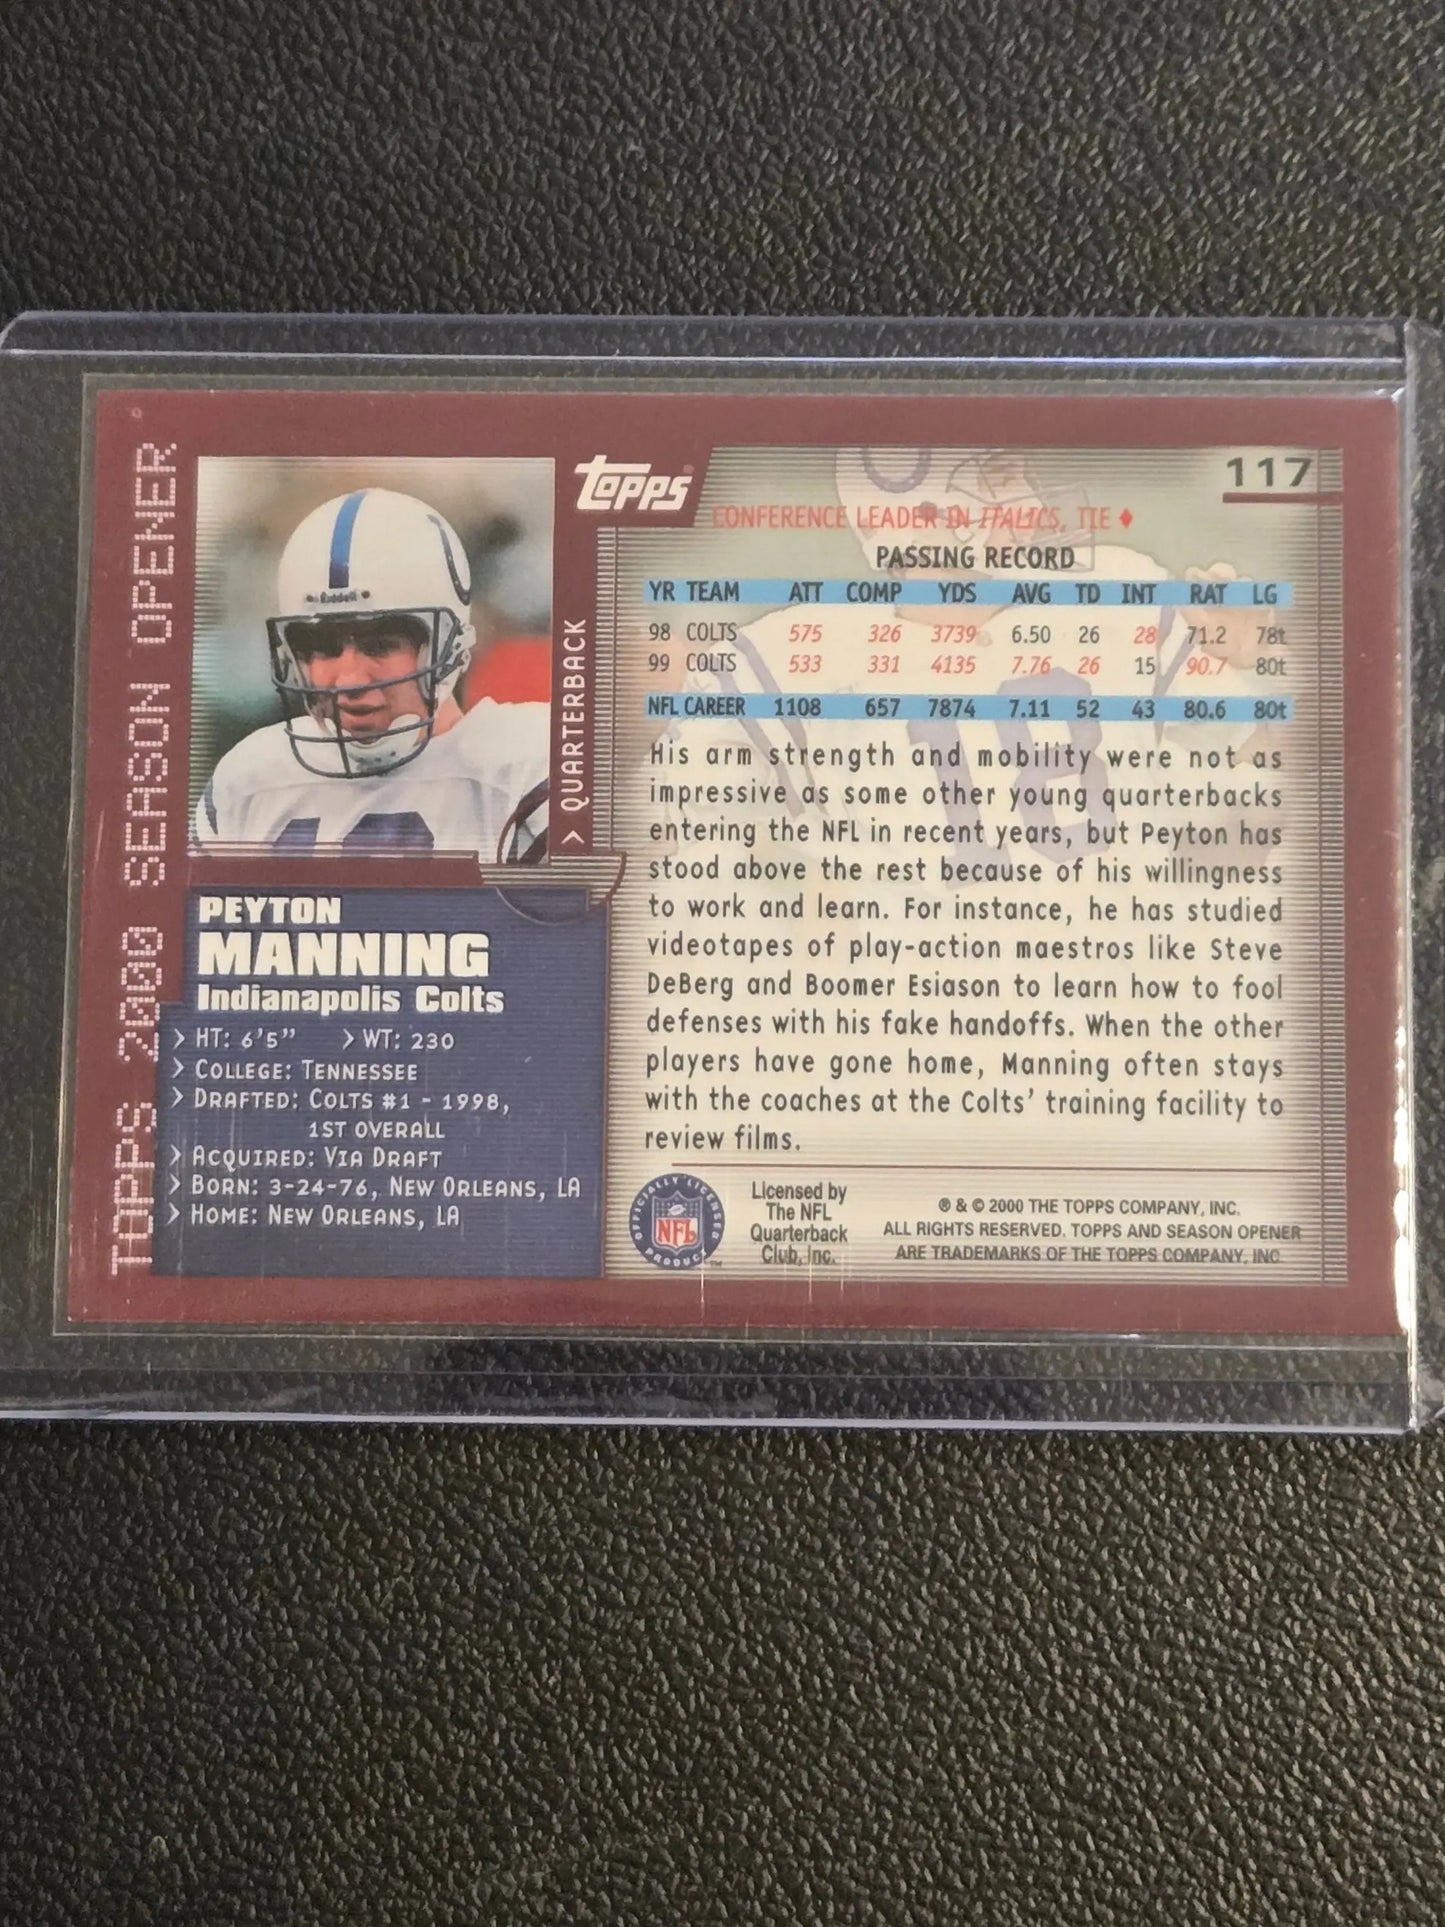 TOPPS 2000 SEASON OPENER
Riddell
> QUARTERBACK
PEYTON
MANNING
Indianapolis Colts
> HT: 6'5" > WT: 230
> COLLEGE: TENNESSEE
> DRAFTED: COLTS #1 - 1998,
1ST OVERALL
> ACQUIRED: VIA DRAFT
> BORN: 3-24-76, NEW ORLEANS, LA
> HOME: NEW ORLEANS, LA
Topps
117
CONFERENCE LEADER IN ITALICS, TIE ♦
PASSING RECORD
YR TEAM ATT COMP YDS AVG TD INT RAT LG
98 COLTS 575 326 3739 6.50 26 28 71.2 78t
99 COLTS 533 331 4135 7.76 26 15 90.7 80t
NFL CAREER 1108 657 7874 7.11 52 43 80.6 80t
His arm strength and mobility were not as
impressive as some other young quarterbacks
entering the NFL in recent years, but Peyton has
stood above the rest because of his willingness
to work and learn. For instance, he has studied
videotapes of play-action maestros like Steve
DeBerg and Boomer Esiason to learn how to fool
defenses with his fake handoffs. When the other
players have gone home, Manning often stays
with the coaches at the Colts' training facility to
review films.
OFFICIALLY LICENSED
NFL
PRODUCT™
Licensed by
The NFL
Quarterback
Club, Inc.
® & © 2000 THE TOPPS COMPANY, INC.
ALL RIGHTS RESERVED. TOPPS AND SEASON OPENER
ARE TRADEMARKS OF THE TOPPS COMPANY, INC
18